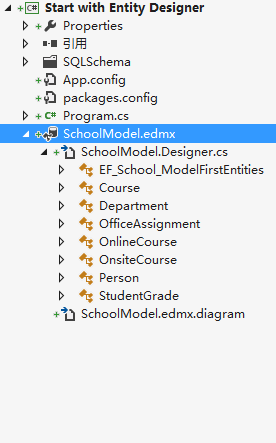 Start with Entity Designer
Properties
引用
SQLSchema
App.config
packages.config
Program.cs
SchoolModel.edmx
SchoolModel.Designer.cs
EF_School_ModelFirstEntities
Course
Department
OfficeAssignment
OnlineCourse
OnsiteCourse
Person
StudentGrade
SchoolModel.edmx.diagram